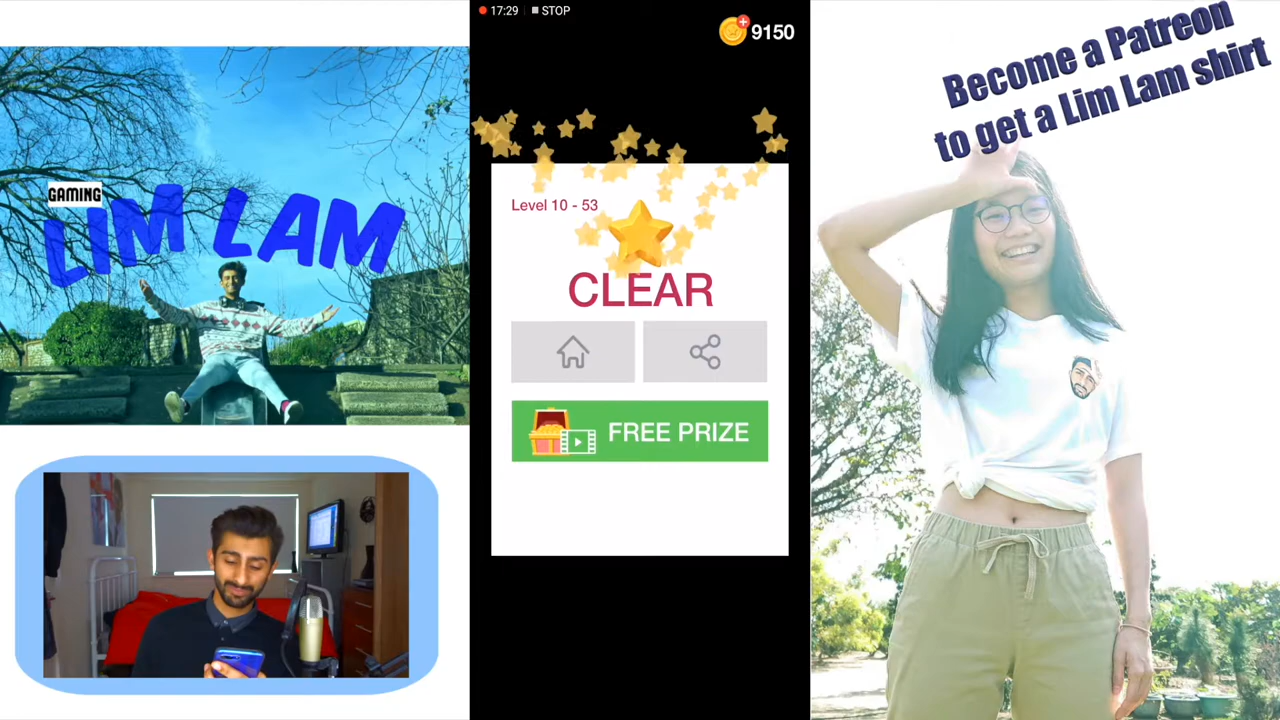 GAMING
LIM LAM
17:29 STOP
9150
Level 10 - 53
CLEAR
FREE PRIZE
Become a Patreon
to get a Lim Lam shirt